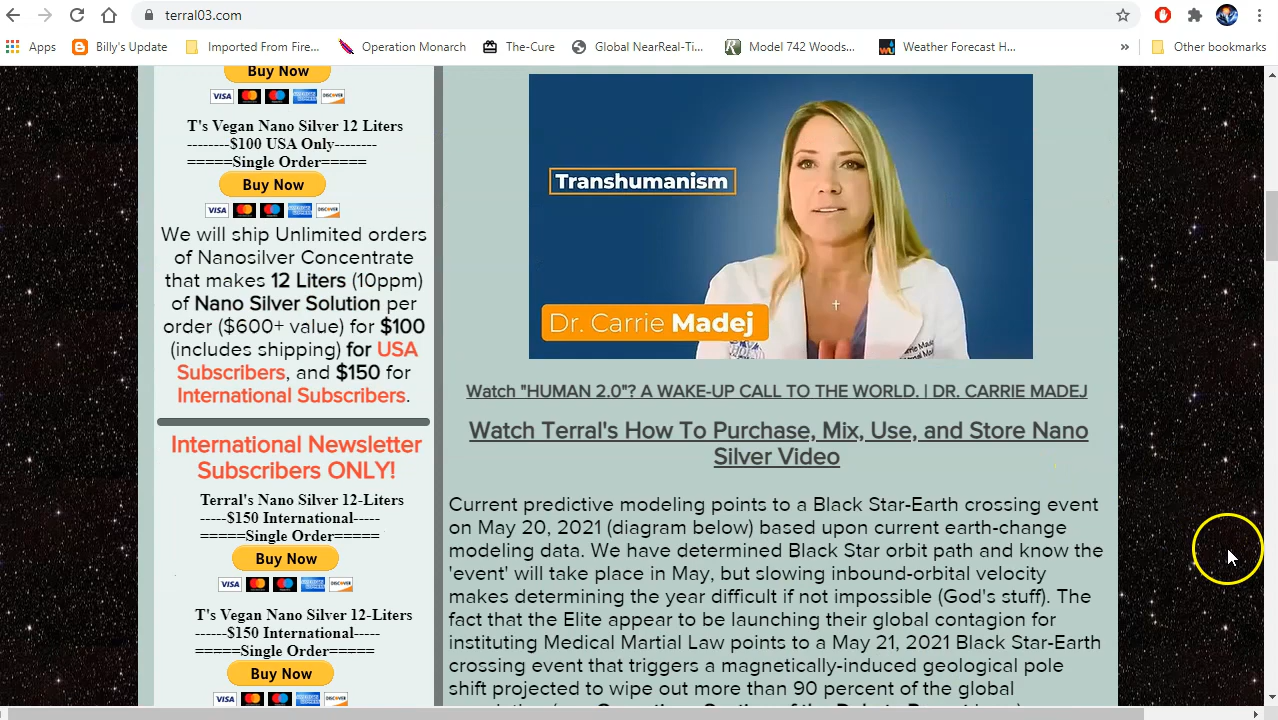 terral03.com
Apps
Billy's Update
Imported From Fire...
Operation Monarch
The-Cure
Global NearReal-Ti...
Model 742 Woods...
Weather Forecast H...
»
Other bookmarks
Buy Now
VISA
DISCOVER
T's Vegan Nano Silver 12 Liters
--------$100 USA Only--------
=====Single Order=====
Buy Now
VISA
DISCOVER
We will ship Unlimited orders
of Nanosilver Concentrate
that makes 12 Liters (10ppm)
of Nano Silver Solution per
order ($600+ value) for $100
(includes shipping) for USA
Subscribers, and $150 for
International Subscribers.
International Newsletter
Subscribers ONLY!
Terral's Nano Silver 12-Liters
-----$150 International-----
=====Single Order=====
Buy Now
VISA
DISCOVER
T's Vegan Nano Silver 12-Liters
------$150 International-----
=====Single Order=====
Buy Now
VISA
DISCOVER
Transhumanism
Dr. Carrie Madej
Watch "HUMAN 2.0"? A WAKE-UP CALL TO THE WORLD. | DR. CARRIE MADEJ
Watch Terral's How To Purchase, Mix, Use, and Store Nano
Silver Video
Current predictive modeling points to a Black Star-Earth crossing event
on May 20, 2021 (diagram below) based upon current earth-change
modeling data. We have determined Black Star orbit path and know the
'event' will take place in May, but slowing inbound-orbital velocity
makes determining the year difficult if not impossible (God's stuff). The
fact that the Elite appear to be launching their global contagion for
instituting Medical Martial Law points to a May 21, 2021 Black Star-Earth
crossing event that triggers a magnetically-induced geological pole
shift projected to wipe out more than 90 percent of the global